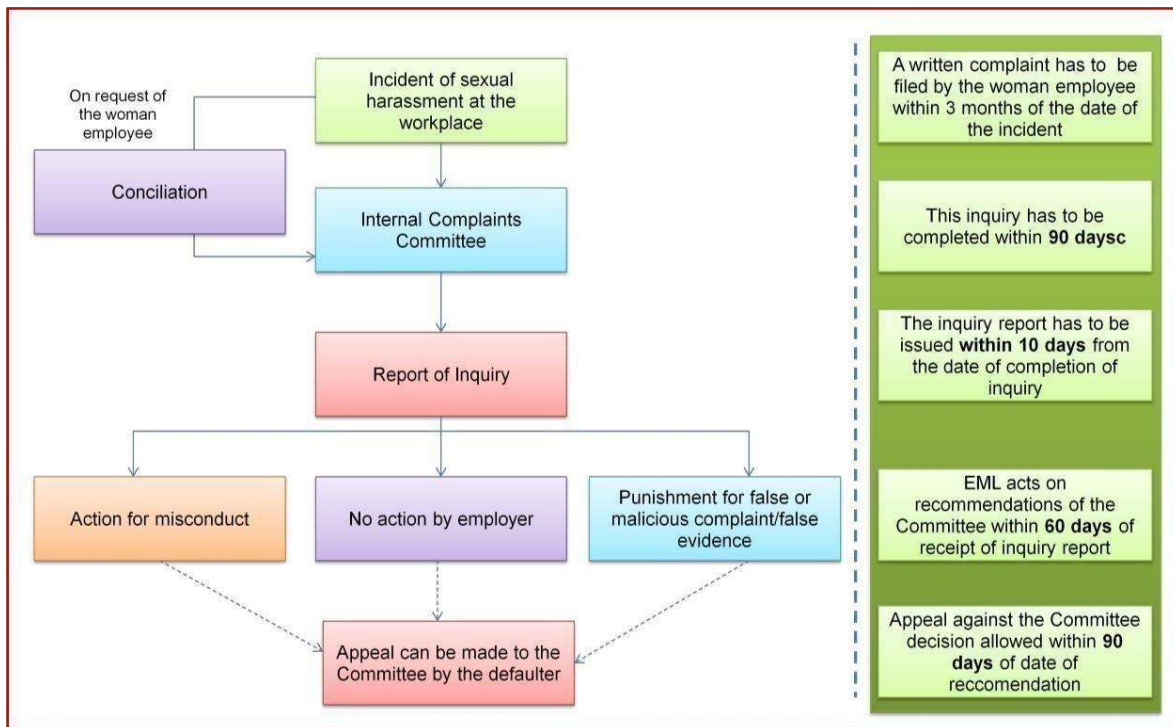 On request of
the woman
employee
Incident of sexual
harassment at the
workplace
Conciliation
Internal Complaints
Committee
Report of Inquiry
Action for misconduct
No action by employer
Punishment for false or
malicious complaint/false
evidence
Appeal can be made to the
Committee by the defaulter
A written complaint has to be
filed by the woman employee
within 3 months of the date of
the incident
This inquiry has to be
completed within 90 daysc
The inquiry report has to be
issued within 10 days from
the date of completion of
inquiry
EML acts on
recommendations of the
Committee within 60 days of
receipt of inquiry report
Appeal against the Committee
decision allowed within 90
days of date of
reccomendation